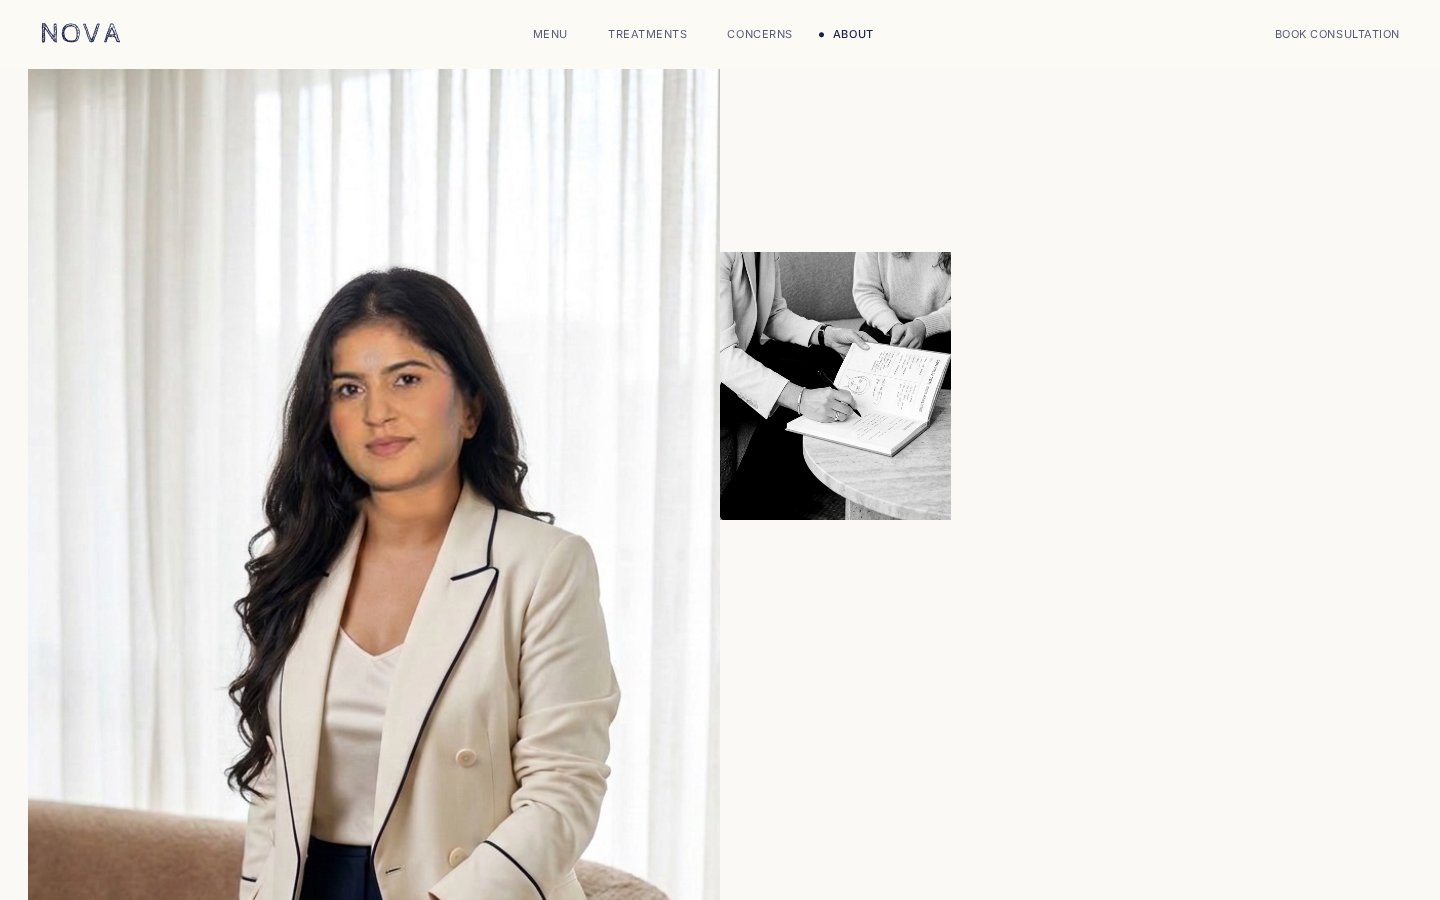 NOVA
MENU
TREATMENTS
CONCERNS
ABOUT
BOOK CONSULTATION